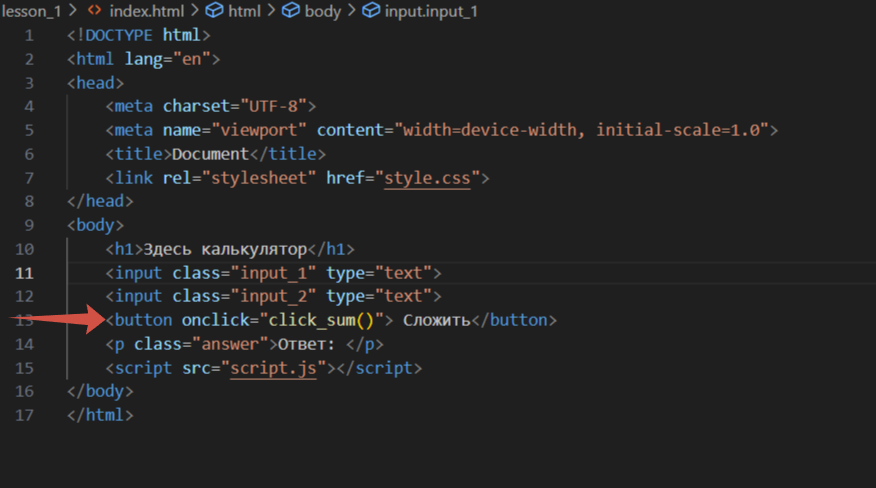 lesson_1 > index.html > html > body > input.input_1
1 <!DOCTYPE html>
2 <html lang="en">
3 <head>
4 <meta charset="UTF-8">
5 <meta name="viewport" content="width=device-width, initial-scale=1.0">
6 <title>Document</title>
7 <link rel="stylesheet" href="style.css">
8 </head>
9 <body>
10 <h1>Здесь калькулятор</h1>
11 <input class="input_1" type="text">
12 <input class="input_2" type="text">
13 <button onclick="click_sum()"> Сложить</button>
14 <p class="answer">Ответ: </p>
15 <script src="script.js"></script>
16 </body>
17 </html>